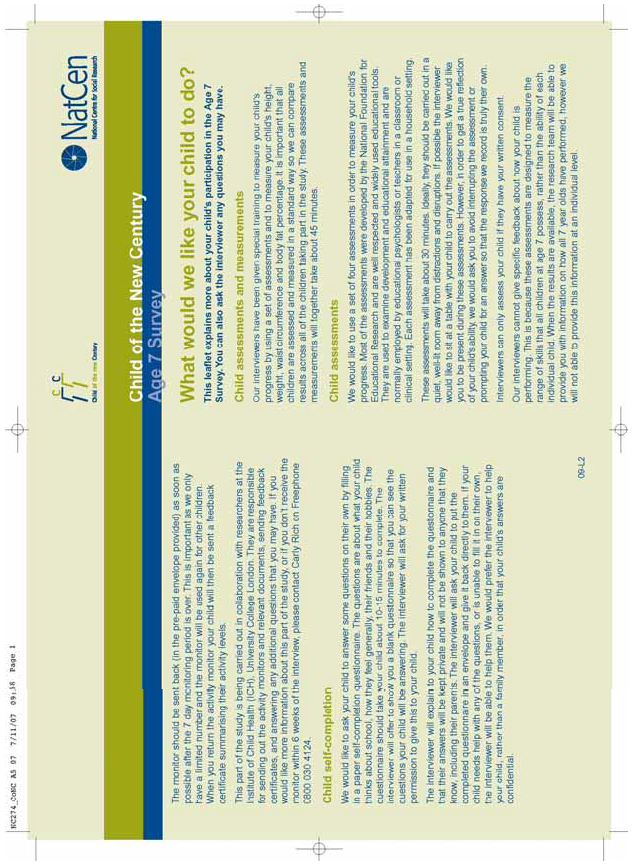 NC274_CoNC A5 07  7/11/07  09:16  Page 1
C C
Child of the New Century
NatCen
National Centre for Social Research
Child of the New Century
Age 7 Survey
What would we like your child to do?
This leaflet explains more about your child's participation in the Age 7
Survey. You can also ask the interviewer any questions you may have.
Child assessments and measurements
Our interviewers have been given special training to measure your child's
progress by using a set of assessments and to measure your child's height,
weight, waist circumference and body fat percentage. It is important that all
children are assessed and measured in a standard way so we can compare
results across all of the children taking part in the study. These assessments and
measurements will together take about 45 minutes.
Child assessments
We would like to use a set of four assessments in order to measure your child's
progress. Most of the assessments were developed by the National Foundation for
Educational Research and are well respected and widely used educational tools.
They are used to examine development and educational attainment and are
normally employed by educational psychologists or teachers in a classroom or
clinical setting. Each assessment has been adapted for use in a household setting.
These assessments will take about 30 minutes. Ideally, they should be carried out in a
quiet, well-lit room away from distractions and disruptions. If possible the interviewer
would like to sit at a table with your child to carry out the assessments. We would like
you to be present during these assessments. However, in order to get a true reflection
of your child's ability, we would ask you to avoid interrupting the assessment or
prompting your child for an answer so that the response we record is truly their own.
Interviewers can only assess your child if they have your written consent.
Our interviewers cannot give specific feedback about how your child is
performing. This is because these assessments are designed to measure the
range of skills that all children at age 7 possess, rather than the ability of each
individual child. When the results are available, the research team will be able to
provide you with information on how all 7 year olds have performed, however we
will not able to provide this information at an individual level.
The monitor should be sent back (in the pre-paid envelope provided) as soon as
possible after the 7 day monitoring period is over. This is important as we only
have a limited number and the monitor will be used again for other children.
When you return the activity monitor your child will then be sent a feedback
certificate summarising their activity levels.
This part of the study is being carried out in collaboration with researchers at the
Institute of Child Health (ICH), University College London. They are responsible
for sending out the activity monitors and relevant documents, sending feedback
certificates, and answering any additional questions that you may have. If you
would like more information about this part of the study, or if you don't receive the
monitor within 6 weeks of the interview, please contact Carly Rich on Freephone
0800 030 4124.
Child self-completion
We would like to ask your child to answer some questions on their own by filling
in a paper self-completion questionnaire. The questions are about what your child
thinks about school, how they feel generally, their friends and their hobbies. The
questionnaire should take your child about 10-15 minutes to complete. The
interviewer will offer to show you a blank questionnaire so that you can see the
questions your child will be answering. The interviewer will ask for your written
permission to give this to your child.
The interviewer will explain to your child how to complete the questionnaire and
that their answers will be kept private and will not be shown to anyone that they
know, including their parents. The interviewer will ask your child to put the
completed questionnaire in an envelope and give it back directly to them. If your
child needs help with any of the questions, or is unable to fill it in on their own,
the interviewer will be able to help them. We would prefer the interviewer to help
your child, rather than a family member, in order that your child's answers are
confidential.
09-L2